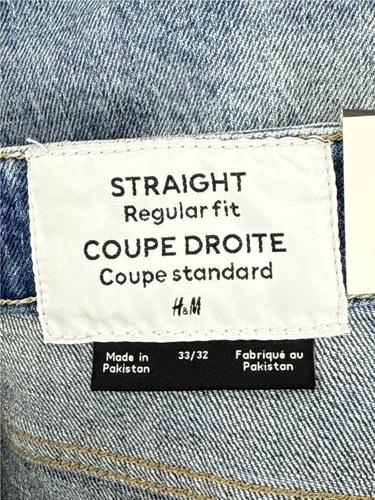 STRAIGHT
Regular fit
COUPE DROITE
Coupe standard
H&M
Made in
Pakistan
33/32
Fabriqué au
Pakistan